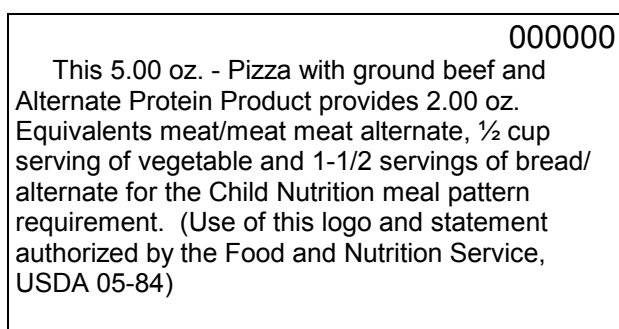 000000
This 5.00 oz. - Pizza with ground beef and
Alternate Protein Product provides 2.00 oz.
Equivalents meat/meat meat alternate, ½ cup
serving of vegetable and 1-1/2 servings of bread/
alternate for the Child Nutrition meal pattern
requirement. (Use of this logo and statement
authorized by the Food and Nutrition Service,
USDA 05-84)